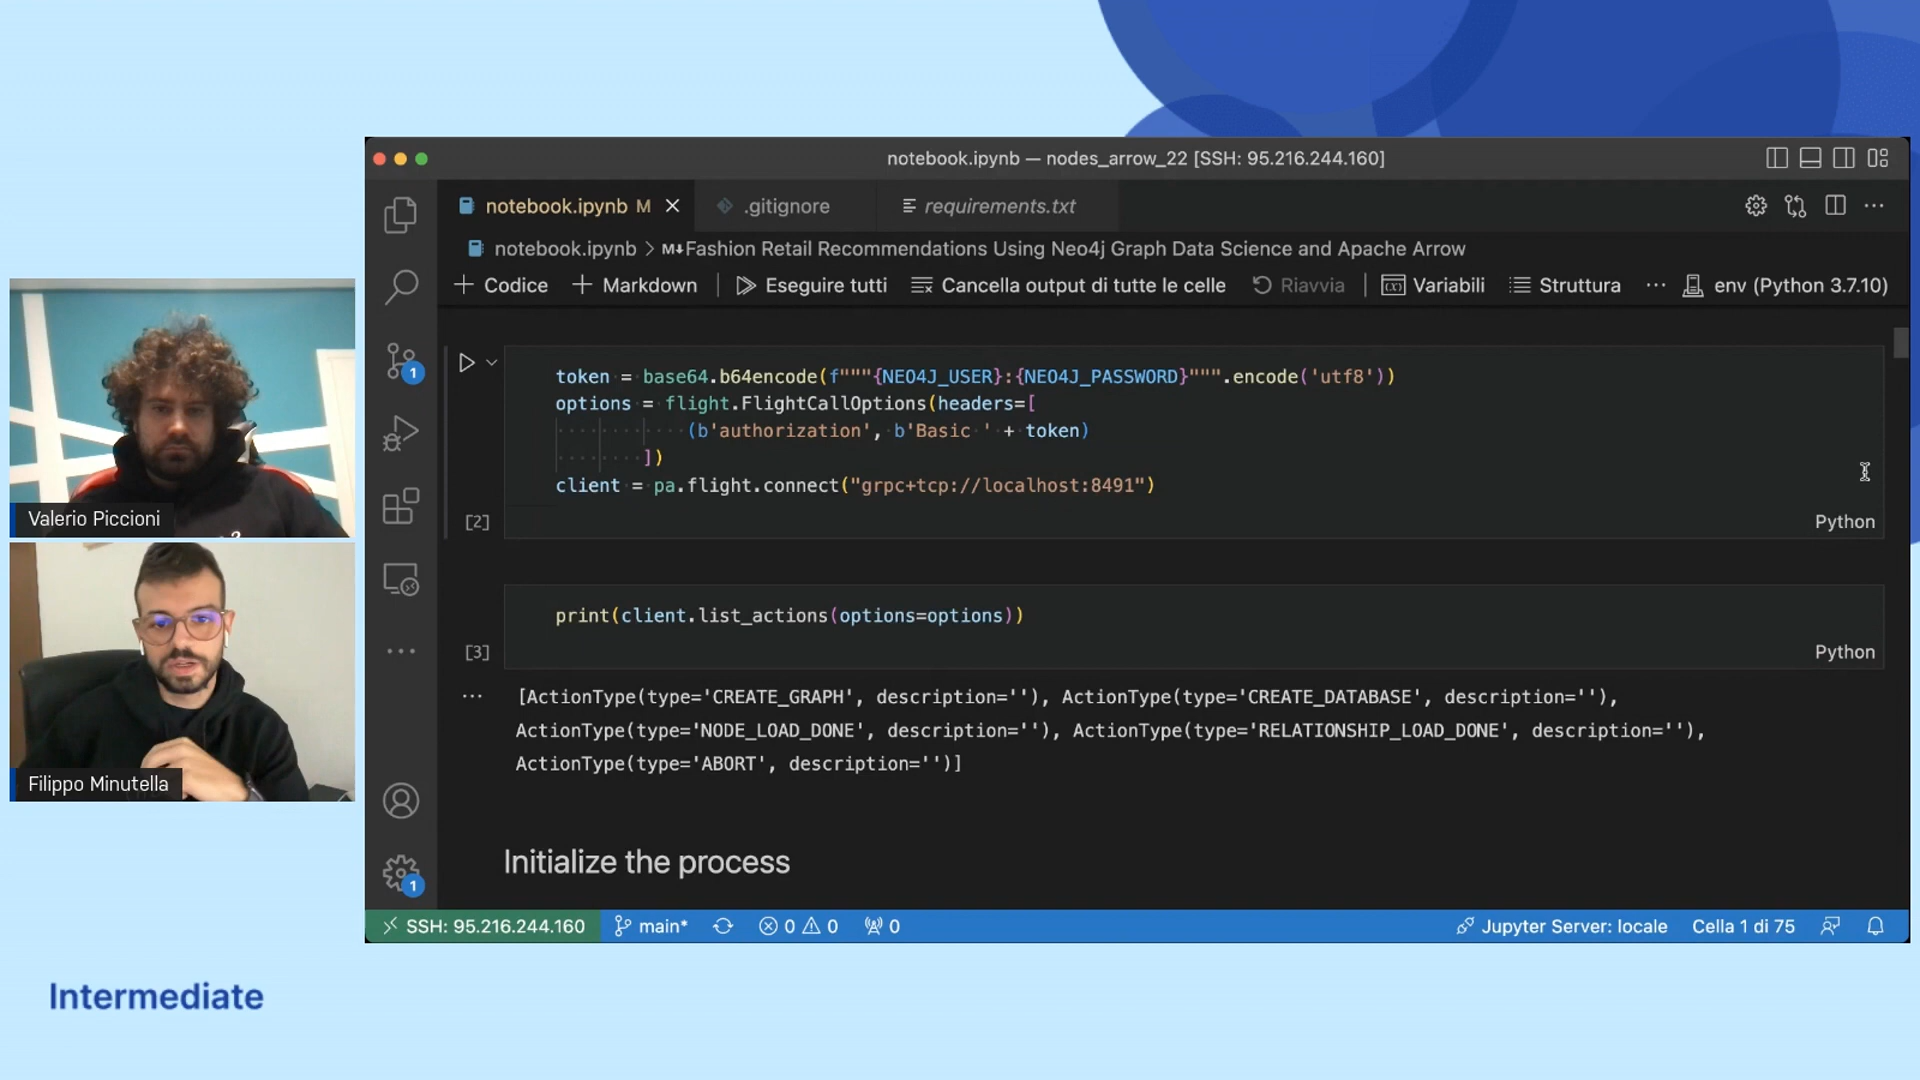 notebook.ipynb — nodes_arrow_22 [SSH: 95.216.244.160]
notebook.ipynb M
.gitignore
requirements.txt
notebook.ipynb > M↓Fashion Retail Recommendations Using Neo4j Graph Data Science and Apache Arrow
+ Codice + Markdown Eseguire tutti Cancella output di tutte le celle Riavvia Variabili Struktura ... env (Python 3.7.10)
token = base64.b64encode(f"""{NEO4J_USER}:{NEO4J_PASSWORD}""".encode('utf8'))
options = flight.FlightCallOptions(headers=[
(b'authorization', b'Basic ' + token)
])
client = pa.flight.connect("grpc+tcp://localhost:8491")
[2]
Python
print(client.list_actions(options=options))
[3]
Python
[ActionType(type='CREATE_GRAPH', description=''), ActionType(type='CREATE_DATABASE', description=''),
ActionType(type='NODE_LOAD_DONE', description=''), ActionType(type='RELATIONSHIP_LOAD_DONE', description=''),
ActionType(type='ABORT', description='')]
Initialize the process
1
1
SSH: 95.216.244.160 main* 0 0 0 Jupyter Server: locale Cella 1 di 75
Valerio Piccioni
Filippo Minutella
Intermediate